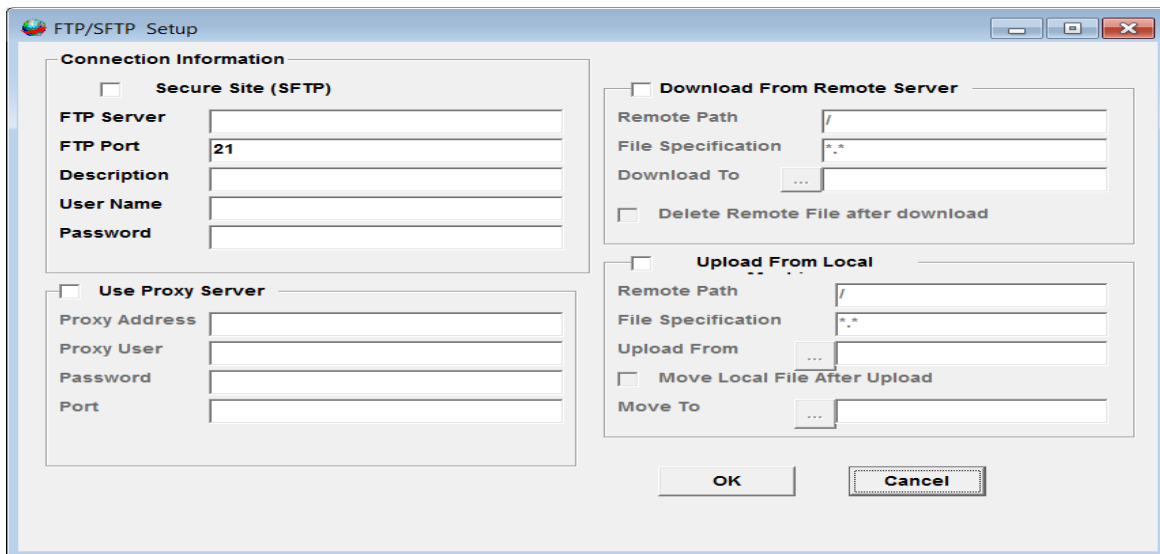 FTP/SFTP Setup
Connection Information
Secure Site (SFTP)
FTP Server
FTP Port 21
Description
User Name
Password
Use Proxy Server
Proxy Address
Proxy User
Password
Port
Download From Remote Server
Remote Path /
File Specification *.*
Download To ...
Delete Remote File after download
Upload From Local
Remote Path /
File Specification *.*
Upload From ...
Move Local File After Upload
Move To ...
OK Cancel